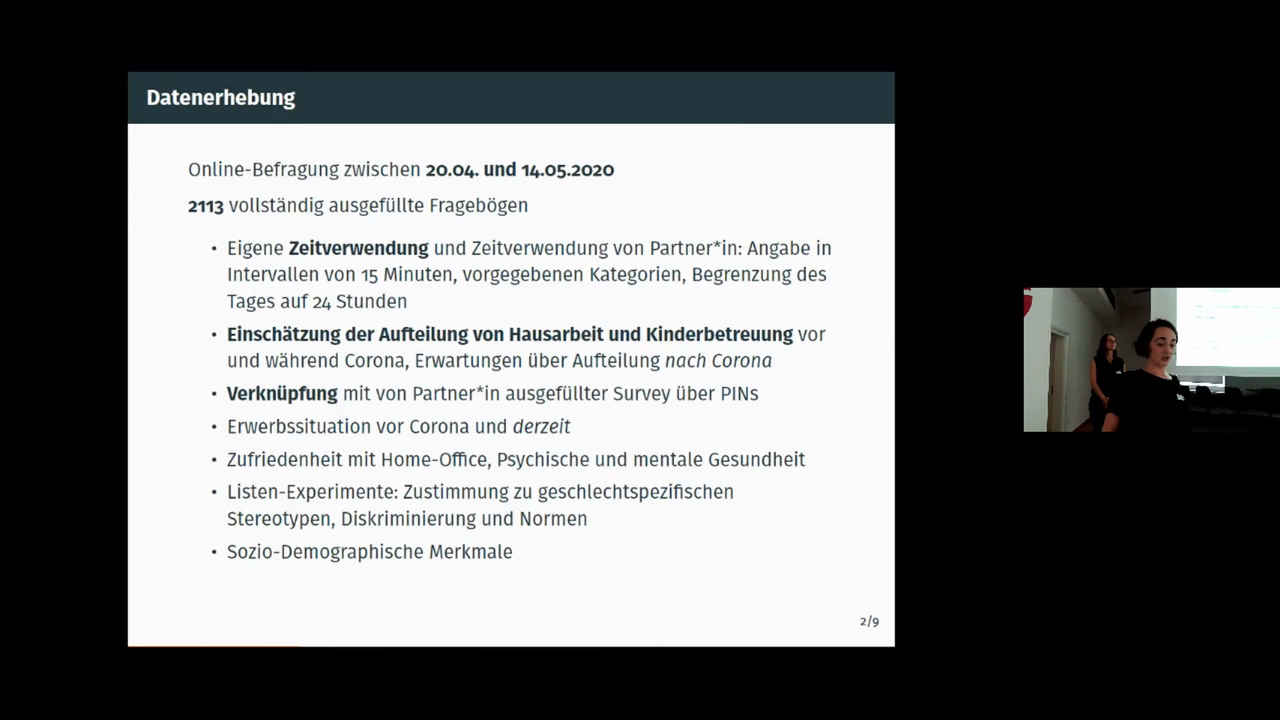 Datenerhebung
Online-Befragung zwischen 20.04. und 14.05.2020
2113 vollständig ausgefüllte Fragebögen
• Eigene Zeitverwendung und Zeitverwendung von Partner*in: Angabe in
Intervallen von 15 Minuten, vorgegebenen Kategorien, Begrenzung des
Tages auf 24 Stunden
• Einschätzung der Aufteilung von Hausarbeit und Kinderbetreuung vor
und während Corona, Erwartungen über Aufteilung nach Corona
• Verknüpfung mit von Partner*in ausgefüllter Survey über PINs
• Erwerbssituation vor Corona und derzeit
• Zufriedenheit mit Home-Office, Psychische und mentale Gesundheit
• Listen-Experimente: Zustimmung zu geschlechtspezifischen
Stereotypen, Diskriminierung und Normen
• Sozio-Demographische Merkmale
2/9